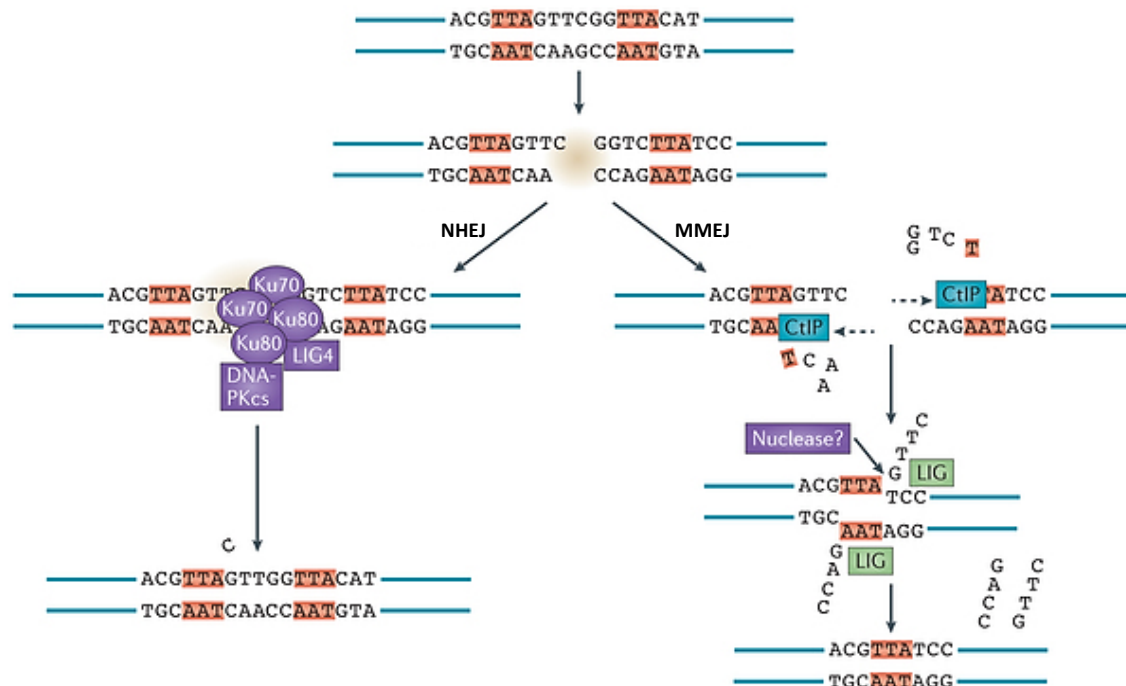 ACGTTAGTTCGGTTACAT
TGCAATCAAGCCAATGTA
ACGTTAGTTC GGTCTTATCC
TGCAATCAA CCAGAATAGG
NHEJ
MMEJ
G
G T C T
ACGTTAGTT GTCTTATCC
TGCAATCAA AGAATAGG
Ku70
Ku70
Ku80
Ku80
LIG4
DNA-
PKcs
ACGTTAGTTC CtIP TATCC
TGCAA CtIP CCAGAATAGG
T C A
A
Nuclease?
C
T
T
G LIG
ACGTTA TCC
TGC AATAGG
G LIG
A
C
C
G C
A T
C T
C G
C
ACGTTAGTTGGTTACAT
TGCAATCAACCAATGTA
ACGTTATCC
TGCAATAGG